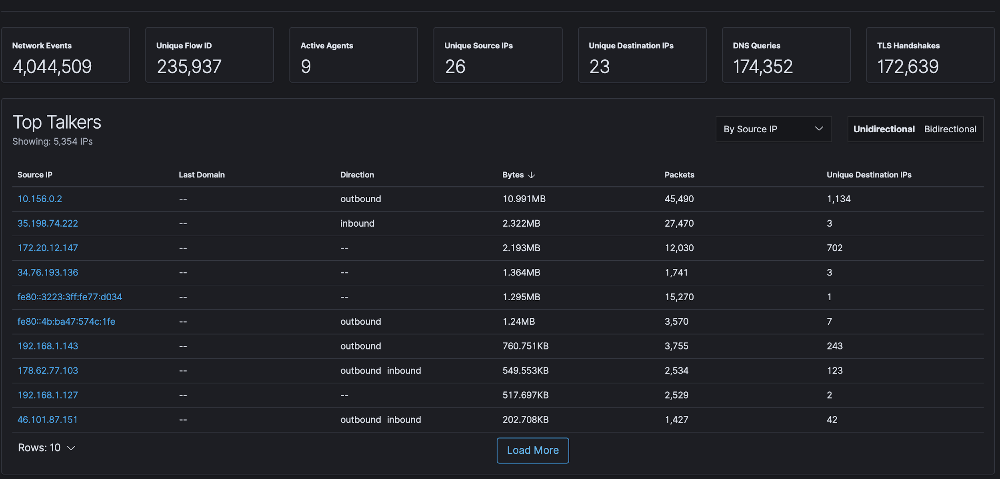 Network Events Unique Flow ID Active Agents Unique Source IPs Unique Destination IPs DNS Queries TLS Handshakes
4,044,509 235,937 9 26 23 174,352 172,639
Top Talkers
Showing: 5,354 IPs
By Source IP Unidirectional Bidirectional
Source IP Last Domain Direction Bytes Packets Unique Destination IPs
10.156.0.2 -- outbound 10.991MB 45,490 1,134
35.198.74.222 -- inbound 2.322MB 27,470 3
172.20.12.147 -- -- 2.193MB 12,030 702
34.76.193.136 -- -- 1.364MB 1,741 3
fe80::3223:3ff:fe77:d034 -- -- 1.295MB 15,270 1
fe80::4b:ba47:574c:1fe -- outbound 1.24MB 3,570 7
192.168.1.143 -- outbound 760.751KB 3,755 243
178.62.77.103 -- outbound inbound 549.553KB 2,534 123
192.168.1.127 -- -- 517.697KB 2,529 2
46.101.87.151 -- outbound inbound 202.708KB 1,427 42
Rows: 10 Load More